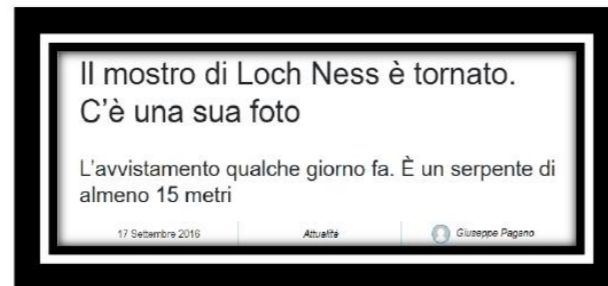 Il mostro di Loch Ness è tornato.
C'è una sua foto
L'avvistamento qualche giorno fa. È un serpente di
almeno 15 metri
17 Settembre 2016 Attualità Giuseppe Pagano